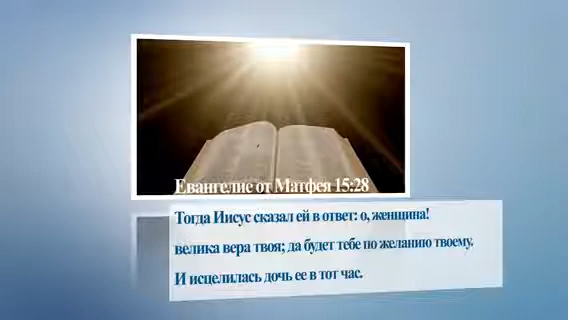 Евангелие от Матфея 15:28
Тогда Иисус сказал ей в ответ: о, женщина!
велика вера твоя; да будет тебе по желанию твоему.
И исцелилась дочь ее в тот час.